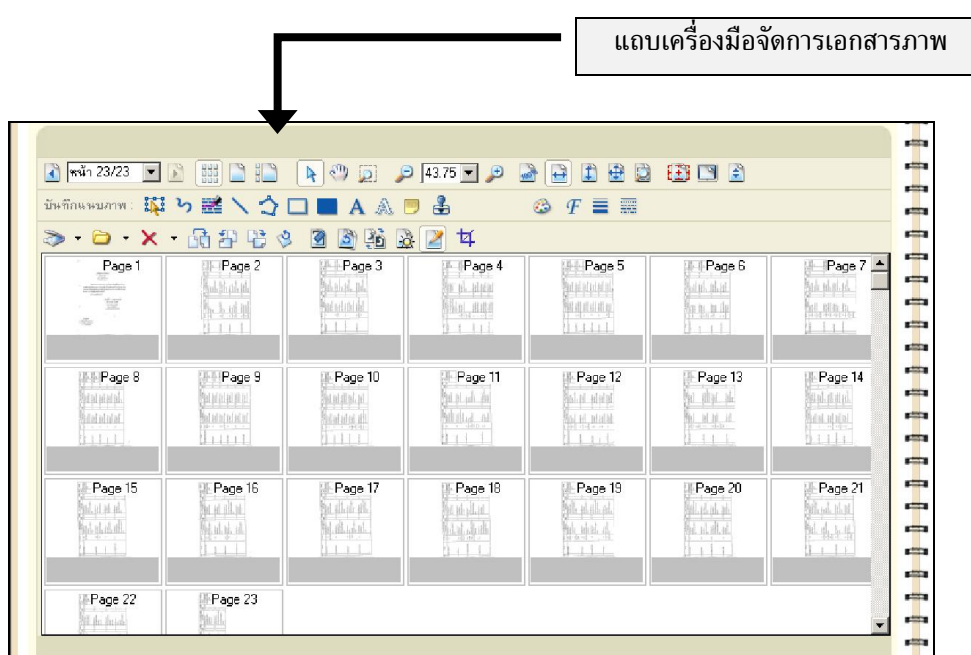 แถบเครื่องมือจัดการเอกสารภาพ
หน้า 23/23 43.75
บันทึกแนบภาพ :
Page 1 Page 2 Page 3 Page 4 Page 5 Page 6 Page 7
Page 8 Page 9 Page 10 Page 11 Page 12 Page 13 Page 14
Page 15 Page 16 Page 17 Page 18 Page 19 Page 20 Page 21
Page 22 Page 23